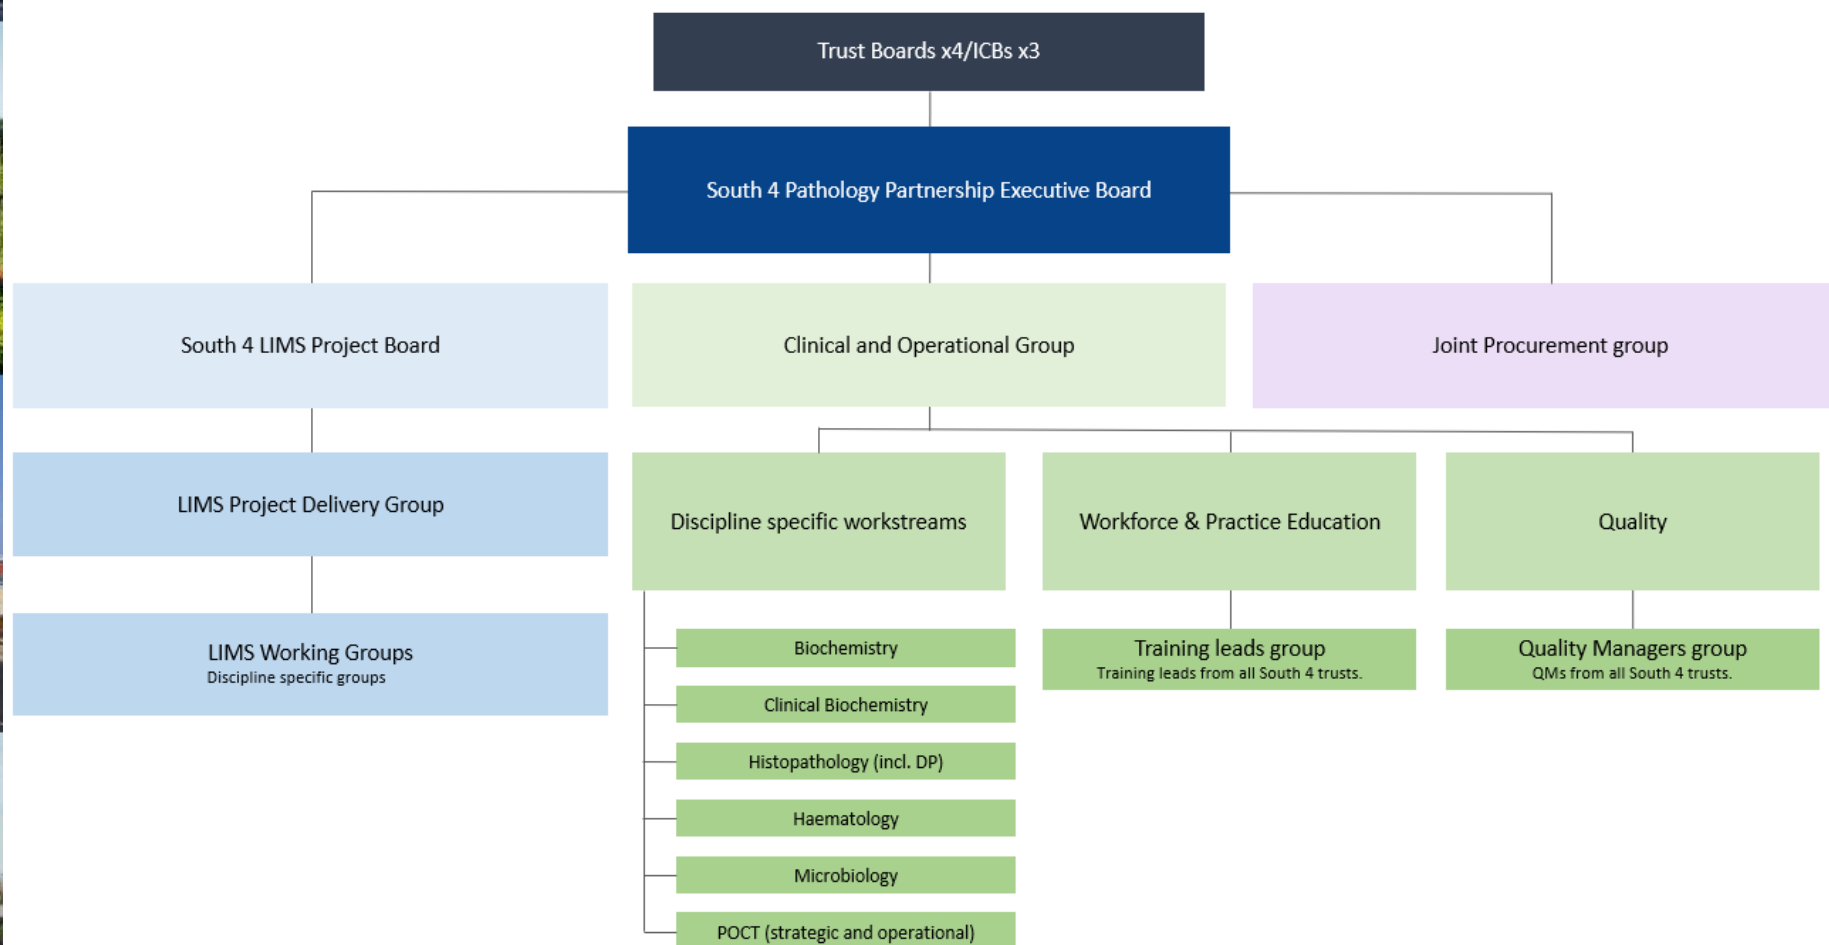 Trust Boards x4/ICBs x3
South 4 Pathology Partnership Executive Board
South 4 LIMS Project Board
Clinical and Operational Group
Joint Procurement group
LIMS Project Delivery Group
Discipline specific workstreams
Workforce & Practice Education
Quality
LIMS Working Groups
Discipline specific groups
Biochemistry
Clinical Biochemistry
Histopathology (incl. DP)
Haematology
Microbiology
POCT (strategic and operational)
Training leads group
Training leads from all South 4 trusts.
Quality Managers group
QMs from all South 4 trusts.